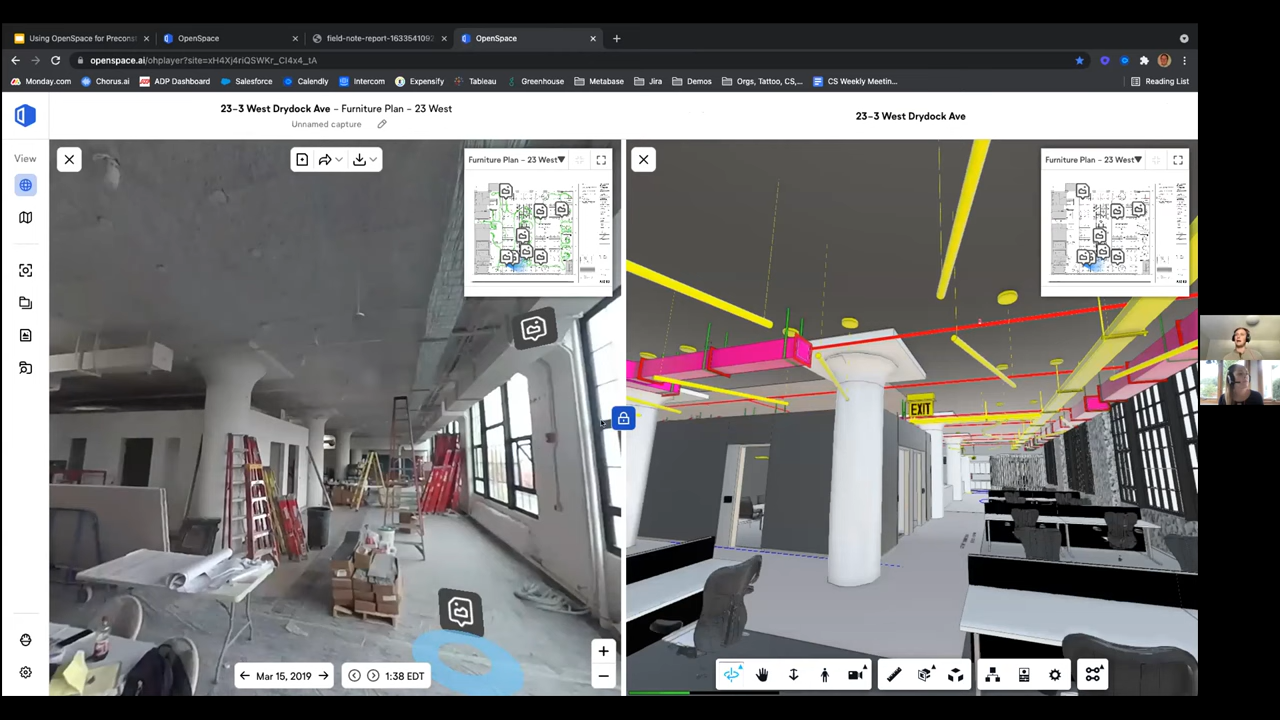 Using OpenSpace for Preconst
OpenSpace
field-note-report-1633541092
OpenSpace
openspace.ai/ohplayer?site=xH4Xj4riQSWKr_CI4x4_tA
Monday.com
Chorus.ai
ADP Dashboard
Salesforce
Calendly
Intercom
Expensify
Tableau
Greenhouse
Metabase
Jira
Demos
Orgs, Tattoo, CS,...
CS Weekly Meetin...
Reading List
23-3 West Drydock Ave - Furniture Plan - 23 West
Unnamed capture
23-3 West Drydock Ave
View
Furniture Plan - 23 West
Furniture Plan - 23 West
EXIT
Mar 15, 2019
1:38 EDT